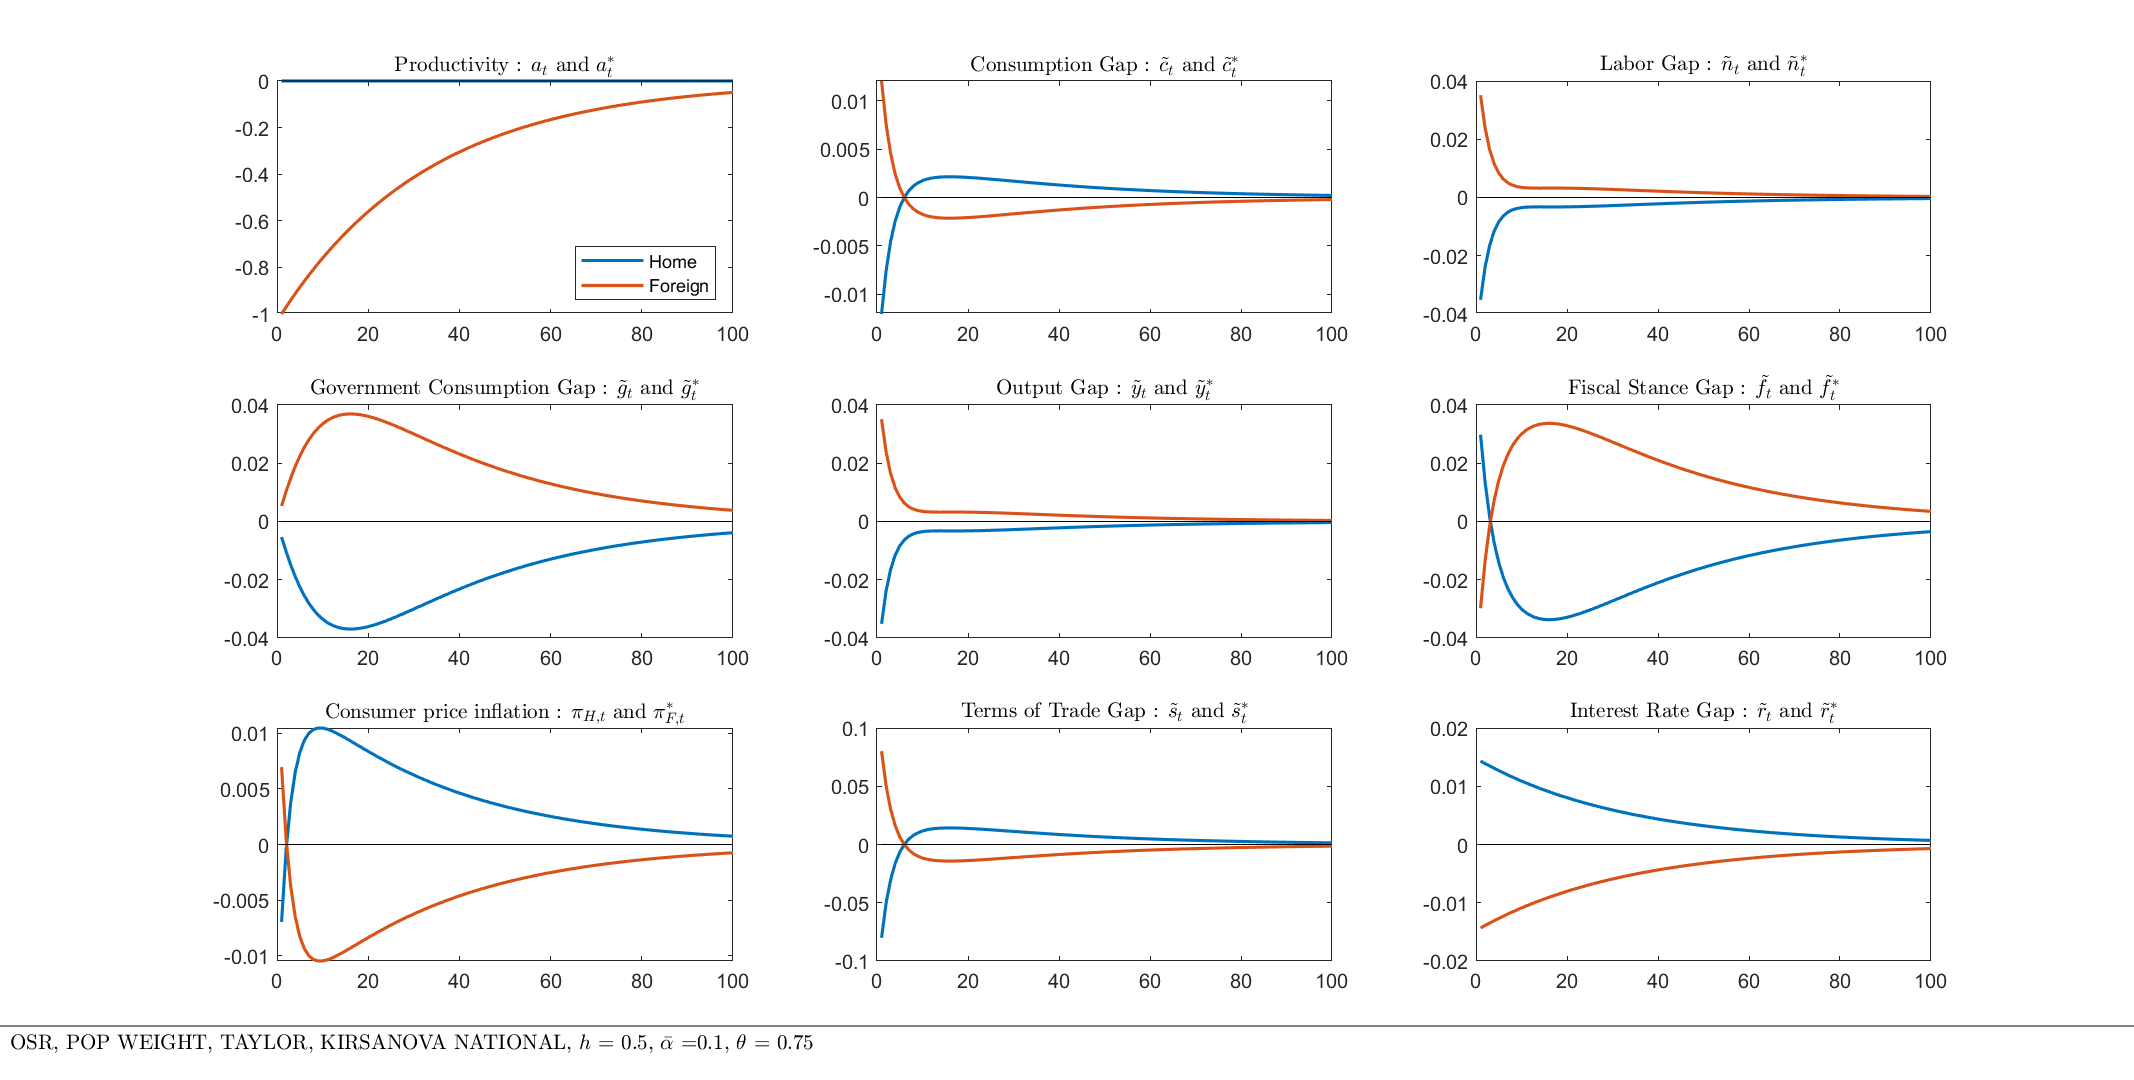 Productivity : a_t and a_t^*
0
-0.2
-0.4
-0.6
-0.8
-1
Home
Foreign
0 20 40 60 80 100
Consumption Gap : c̃_t and c̃_t^*
0.01
0.005
0
-0.005
-0.01
0 20 40 60 80 100
Labor Gap : ñ_t and ñ_t^*
0.04
0.02
0
-0.02
-0.04
0 20 40 60 80 100
Government Consumption Gap : g̃_t and g̃_t^*
0.04
0.02
0
-0.02
-0.04
0 20 40 60 80 100
Output Gap : ỹ_t and ỹ_t^*
0.04
0.02
0
-0.02
-0.04
0 20 40 60 80 100
Fiscal Stance Gap : f̃_t and f̃_t^*
0.04
0.02
0
-0.02
-0.04
0 20 40 60 80 100
Consumer price inflation : π_{H,t} and π_{F,t}^*
0.01
0.005
0
-0.005
-0.01
0 20 40 60 80 100
Terms of Trade Gap : s̃_t and s̃_t^*
0.1
0.05
0
-0.05
-0.1
0 20 40 60 80 100
Interest Rate Gap : r̃_t and r̃_t^*
0.02
0.01
0
-0.01
-0.02
0 20 40 60 80 100
OSR, POP WEIGHT, TAYLOR, KIRSANOVA NATIONAL, h = 0.5, ᾱ =0.1, θ = 0.75